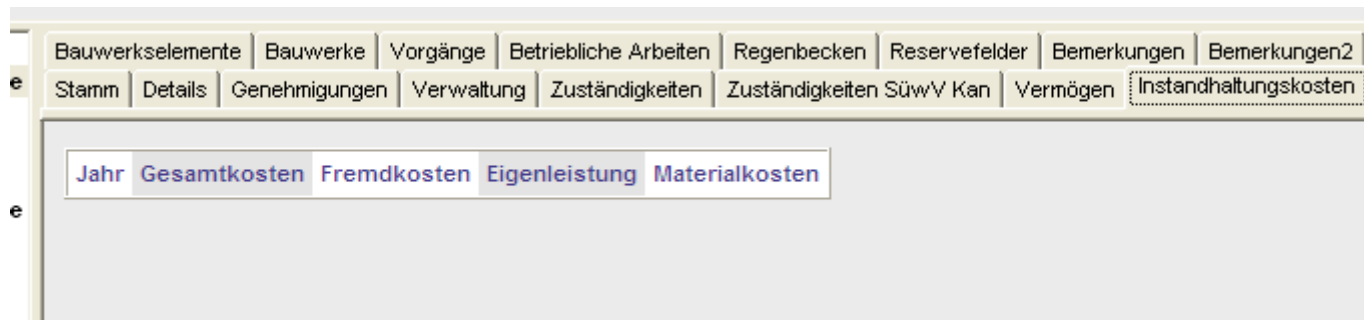 Bauwerkselemente Bauwerke Vorgänge Betriebliche Arbeiten Regenbecken Reservefelder Bemerkungen Bemerkungen2
e Stamm Details Genehmigungen Verwaltung Zuständigkeiten Zuständigkeiten SüwV Kan Vermögen Instandhaltungskosten
Jahr Gesamtkosten Fremdkosten Eigenleistung Materialkosten
e